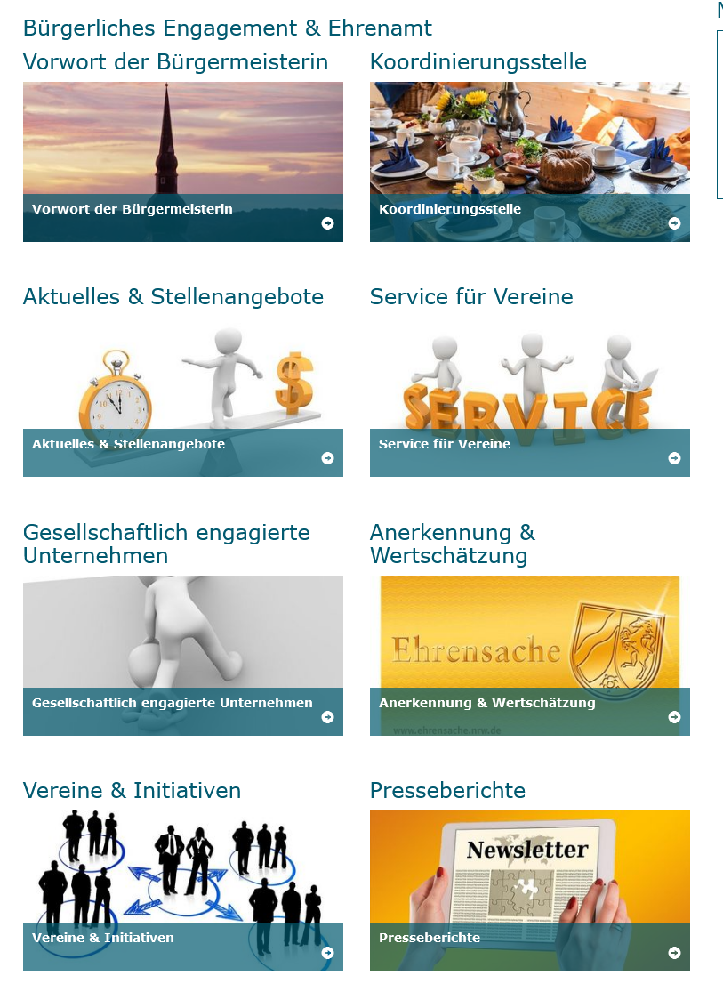 Bürgerliches Engagement & Ehrenamt
Vorwort der Bürgermeisterin
Vorwort der Bürgermeisterin
Koordinierungsstelle
Koordinierungsstelle
Aktuelles & Stellenangebote
$
Aktuelles & Stellenangebote
Service für Vereine
SERVICE
Service für Vereine
Gesellschaftlich engagierte
Unternehmen
Gesellschaftlich engagierte Unternehmen
Anerkennung &
Wertschätzung
Ehrensache
Anerkennung & Wertschätzung
www.ehrensache.nrw.de
Vereine & Initiativen
Vereine & Initiativen
Presseberichte
Newsletter
Presseberichte